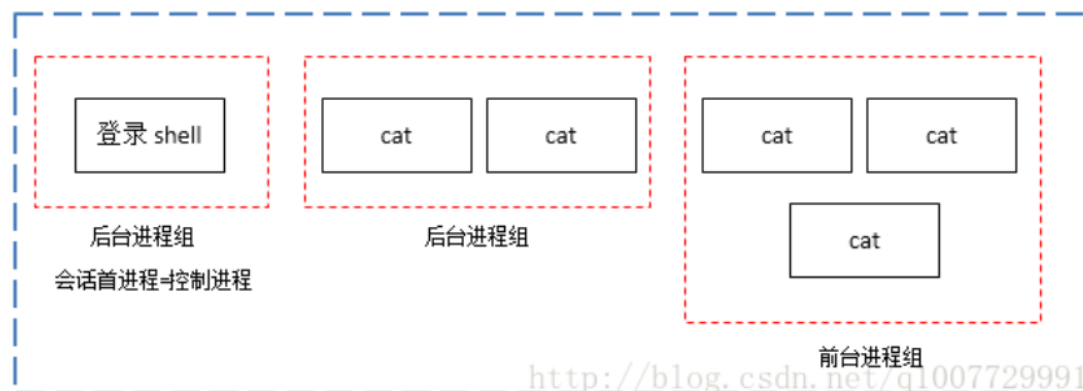 登录 shell
cat
cat
cat
cat
cat
后台进程组
会话首进程=控制进程
后台进程组
前台进程组
http://blog.csdn.net/q1007729991